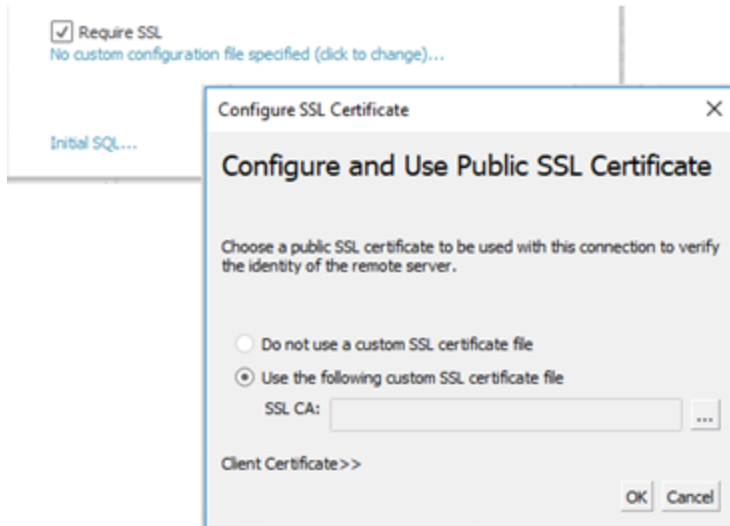 Require SSL
No custom configuration file specified (click to change)...
Initial SQL...
Configure SSL Certificate
Configure and Use Public SSL Certificate
Choose a public SSL certificate to be used with this connection to verify
the identity of the remote server.
Do not use a custom SSL certificate file
Use the following custom SSL certificate file
SSL CA:
...
Client Certificate>>
OK Cancel